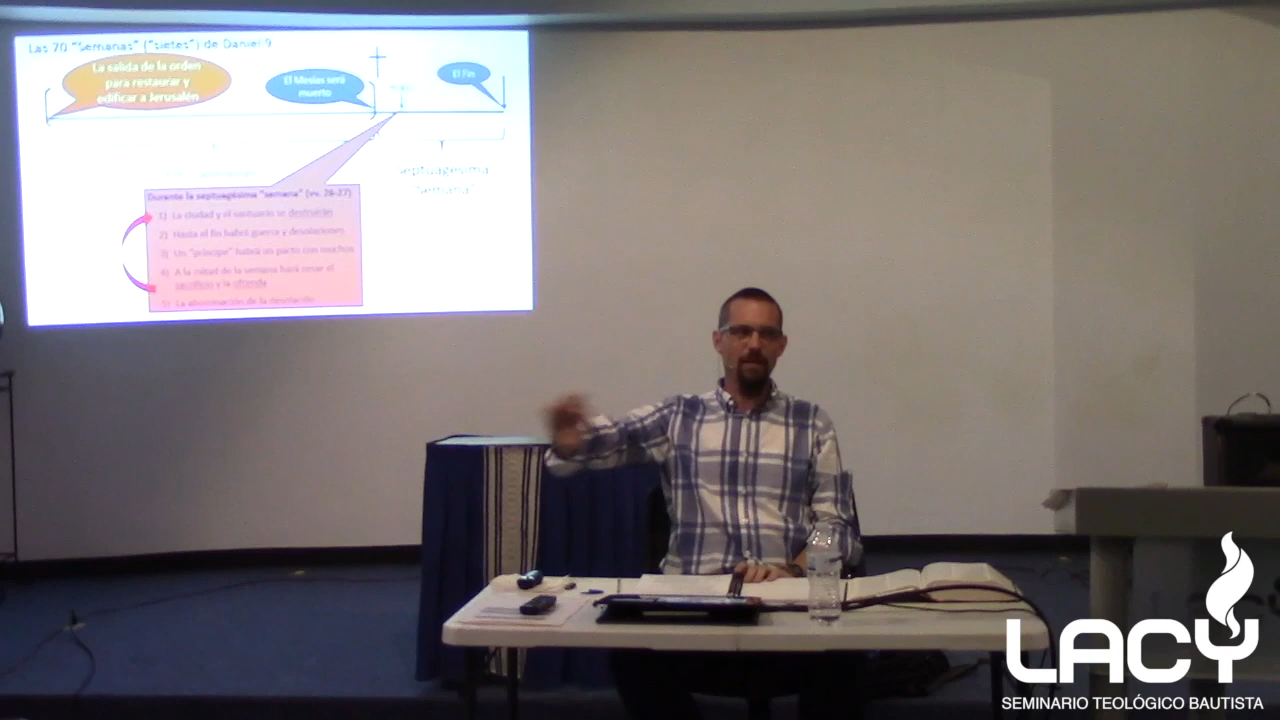 Las 70 "Semanas" ("sietes") de Daniel 9
La salida de la orden
para restaurar y
edificar a Jerusalén
El Mesías será
muerto
El Fin
Septuagésima
"Semana"
Durante la septuagésima "semana" (vv. 26-27)
1) La ciudad y el santuario se destruirán
2) Hasta el fin habrá guerra y devastaciones
3) Un "príncipe" habrá un pacto con muchos
4) A la mitad de la semana hará cesar el
sacrificio y la ofrenda
5) La abominación de la desolación
LACY
SEMINARIO TEOLÓGICO BAUTISTA